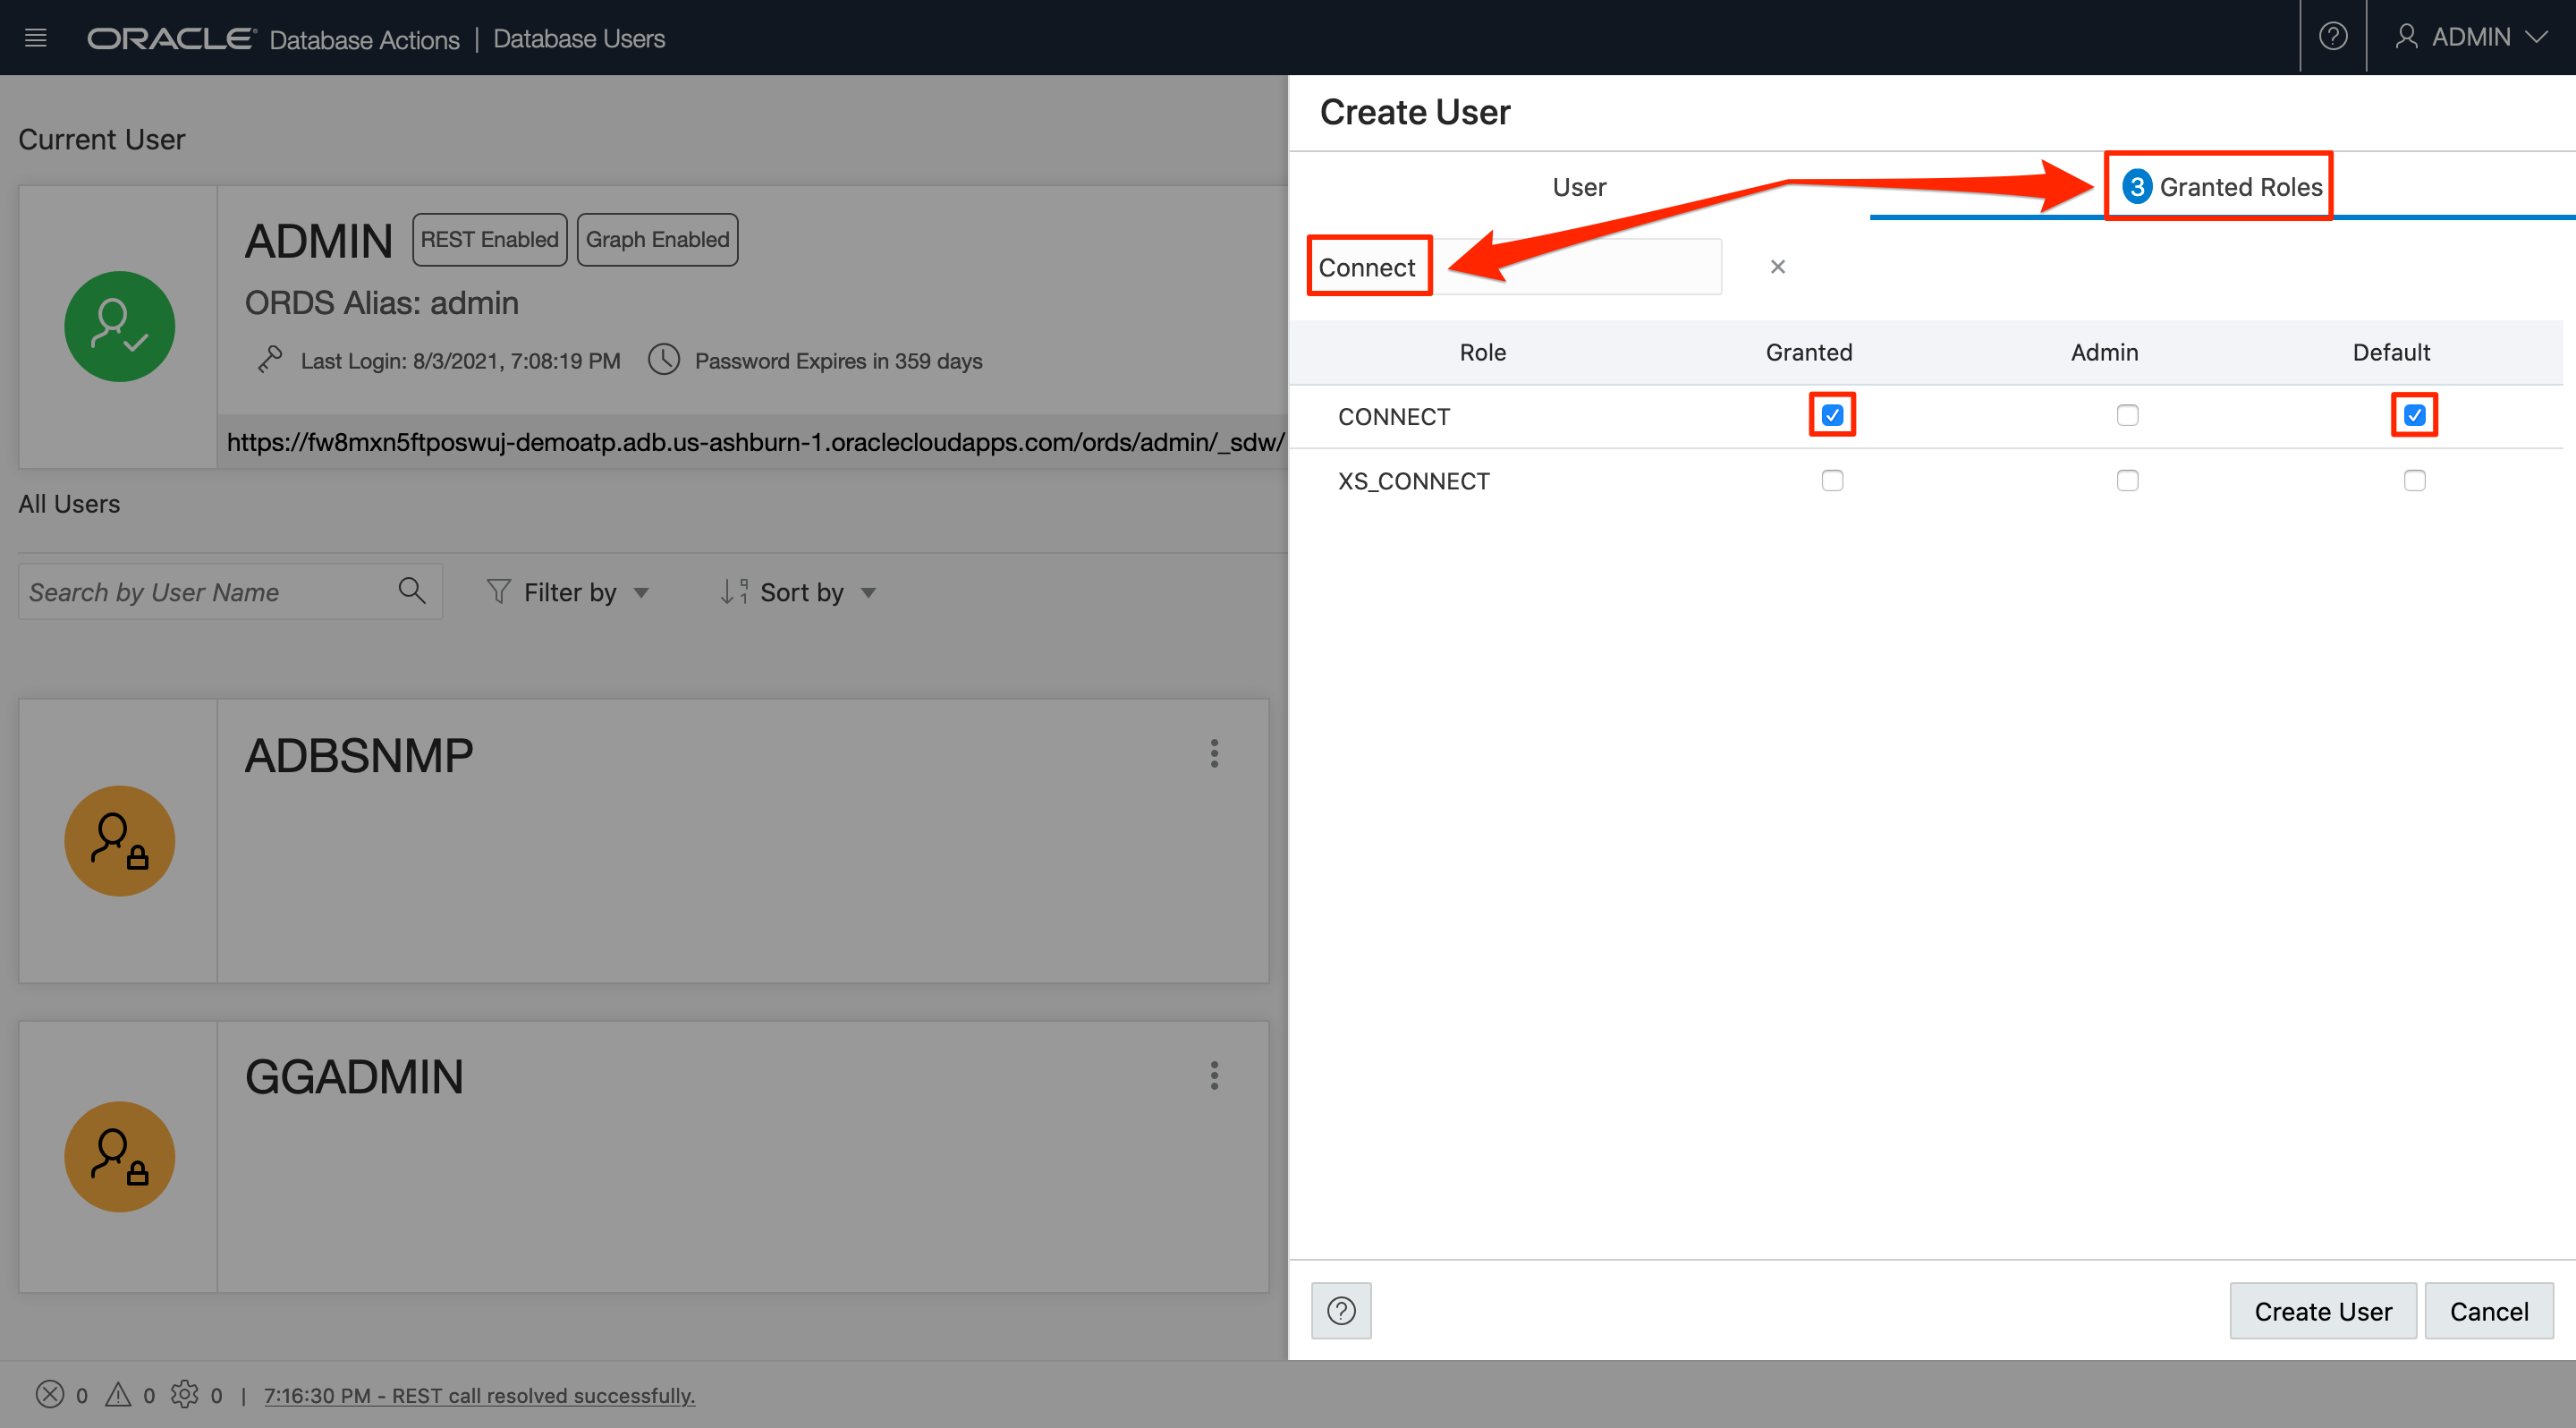 ORACLE Database Actions | Database Users
ADMIN
Current User
ADMIN REST Enabled Graph Enabled
ORDS Alias: admin
Last Login: 8/3/2021, 7:08:19 PM Password Expires in 359 days
https://fw8mxn5ftposwuj-demoatp.adb.us-ashburn-1.oraclecloudapps.com/ords/admin/_sdw/
All Users
Search by User Name Filter by Sort by
ADBSNMP
GGADMIN
Create User
User 3 Granted Roles
Connect
Role Granted Admin Default
CONNECT
XS_CONNECT
Create User Cancel
0 0 0 | 7:16:30 PM - REST call resolved successfully.